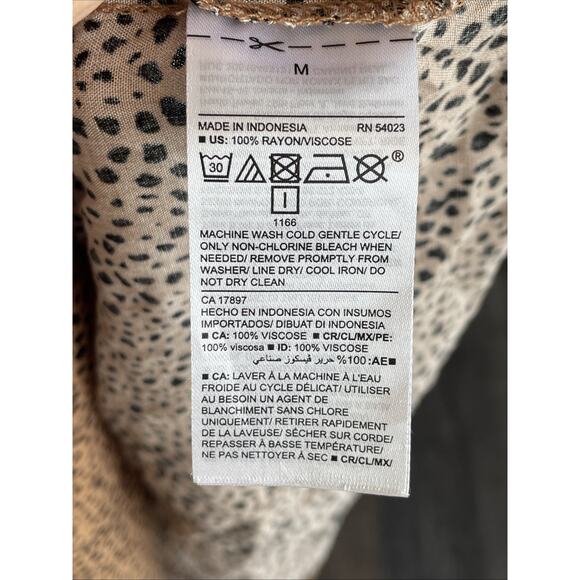 M
MADE IN INDONESIA RN 54023
■ US: 100% RAYON/VISCOSE
30 ®
1166
MACHINE WASH COLD GENTLE CYCLE/
ONLY NON-CHLORINE BLEACH WHEN
NEEDED/ REMOVE PROMPTLY FROM
WASHER/ LINE DRY/ COOL IRON/ DO
NOT DRY CLEAN
CA 17897
HECHO EN INDONESIA CON INSUMOS
IMPORTADOS/ DIBUAT DI INDONESIA
■ CA: 100% VISCOSE ■ CR/CL/MX/PE:
100% viscosa ■ ID: 100% VISCOSE
■AE: 100% حرير فيسكوز صناعي
■ CA: LAVER À LA MACHINE À L'EAU
FROIDE AU CYCLE DÉLICAT/ UTILISER
AU BESOIN UN AGENT DE
BLANCHIMENT SANS CHLORE
UNIQUEMENT/ RETIRER RAPIDEMENT
DE LA LAVEUSE/ SÉCHER SUR CORDE/
REPASSER À BASSE TEMPÉRATURE/
NE PAS NETTOYER À SEC ■ CR/CL/MX/